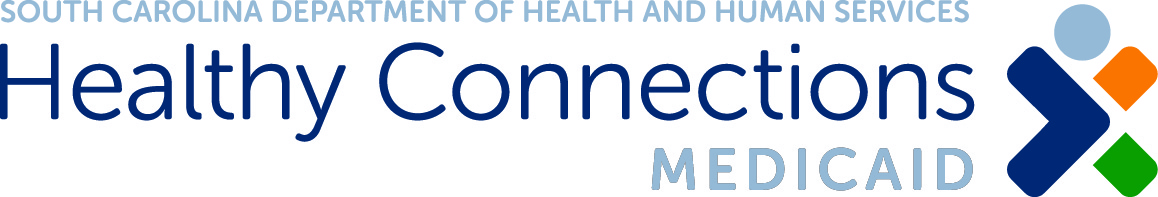 SOUTH CAROLINA DEPARTMENT OF HEALTH AND HUMAN SERVICES
Healthy Connections
MEDICAID